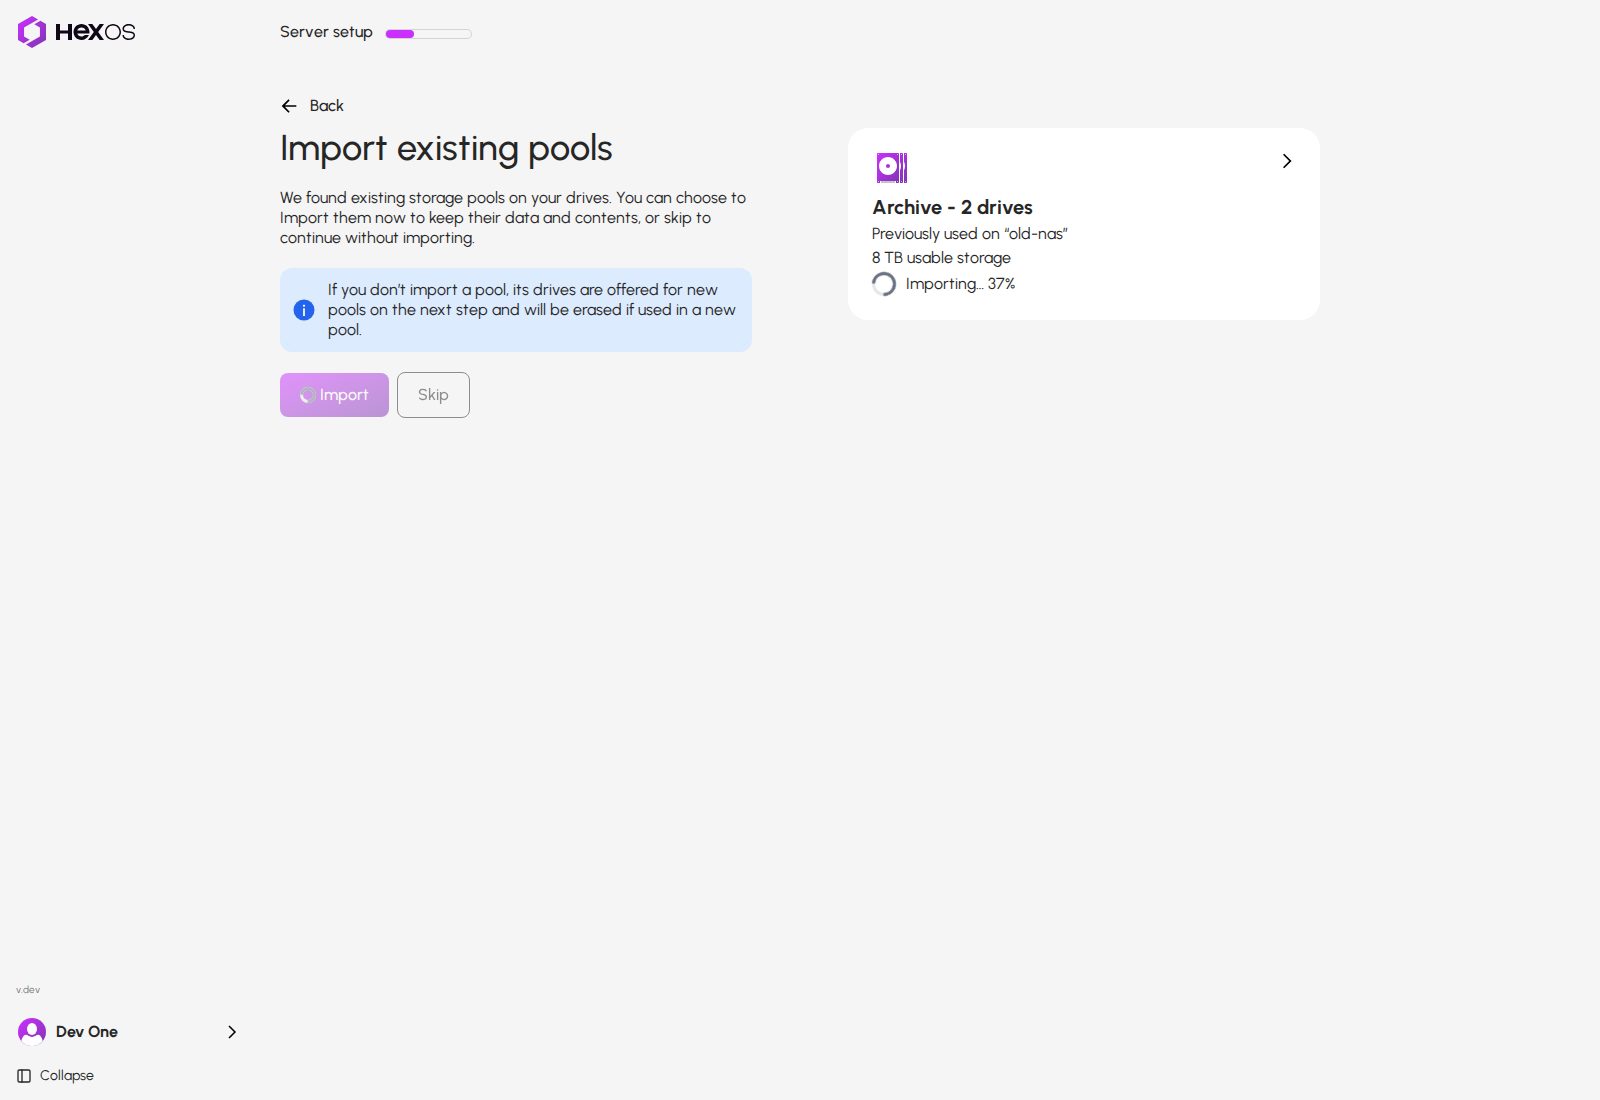 HexOS
Server setup
Back
Import existing pools
We found existing storage pools on your drives. You can choose to
Import them now to keep their data and contents, or skip to
continue without importing.
If you don’t import a pool, its drives are offered for new
pools on the next step and will be erased if used in a new
pool.
Import
Skip
Archive - 2 drives
Previously used on “old-nas”
8 TB usable storage
Importing... 37%
v.dev
Dev One
Collapse